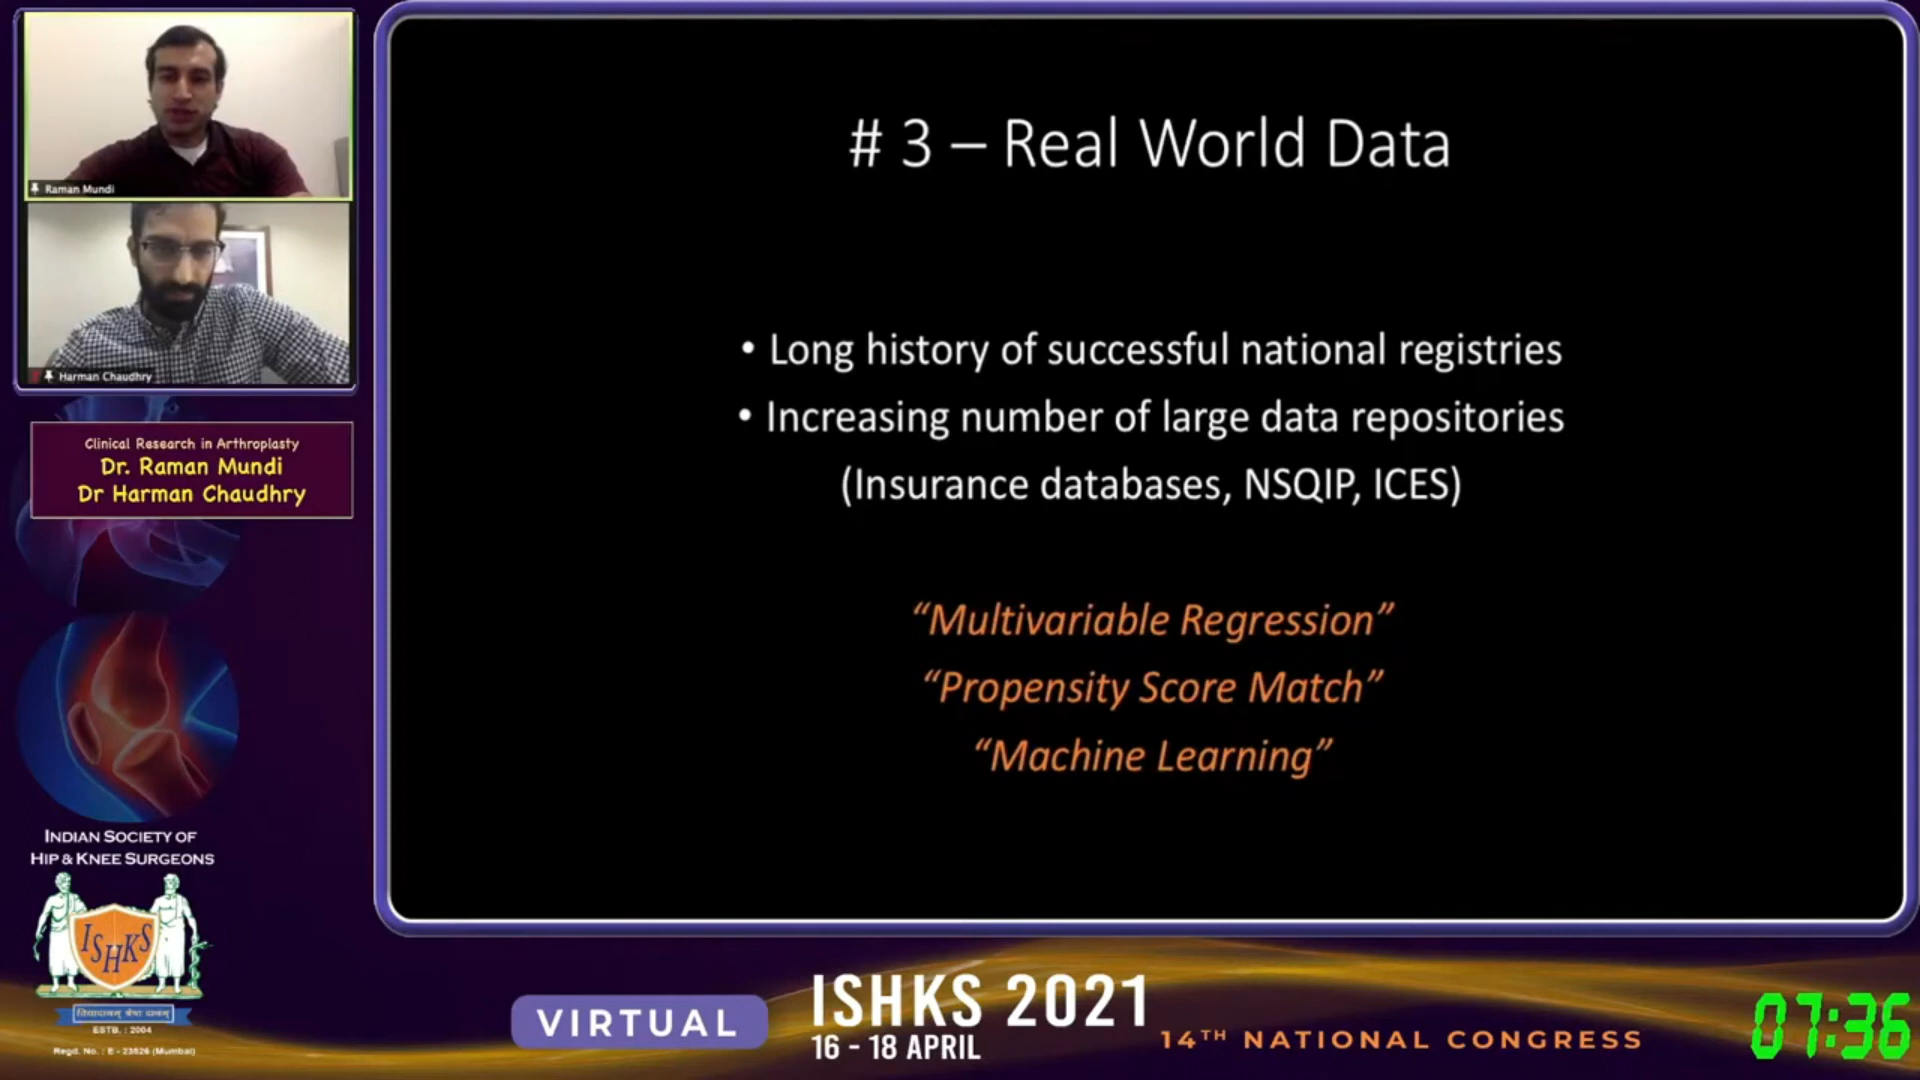 Raman Mundi
Harman Chaudhry
Clinical Research in Arthroplasty
Dr. Raman Mundi
Dr Harman Chaudhry
INDIAN SOCIETY OF
HIP & KNEE SURGEONS
ISHKS
ESTB. : 2004
Regd. No. : E - 23526 (Mumbai)
# 3 – Real World Data
• Long history of successful national registries
• Increasing number of large data repositories
(Insurance databases, NSQIP, ICES)
“Multivariable Regression”
“Propensity Score Match”
“Machine Learning”
VIRTUAL
ISHKS 2021
16 - 18 APRIL
14TH NATIONAL CONGRESS
07:36